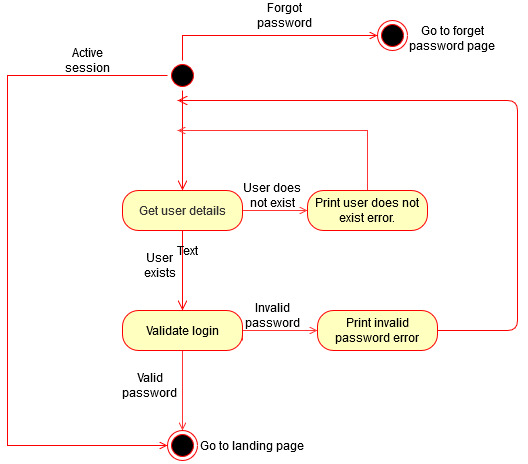 Forgot
password
Go to forget
password page
Active
session
Get user details
User does
not exist
Print user does not
exist error.
Text
User
exists
Validate login
Invalid
password
Print invalid
password error
Valid
password
Go to landing page